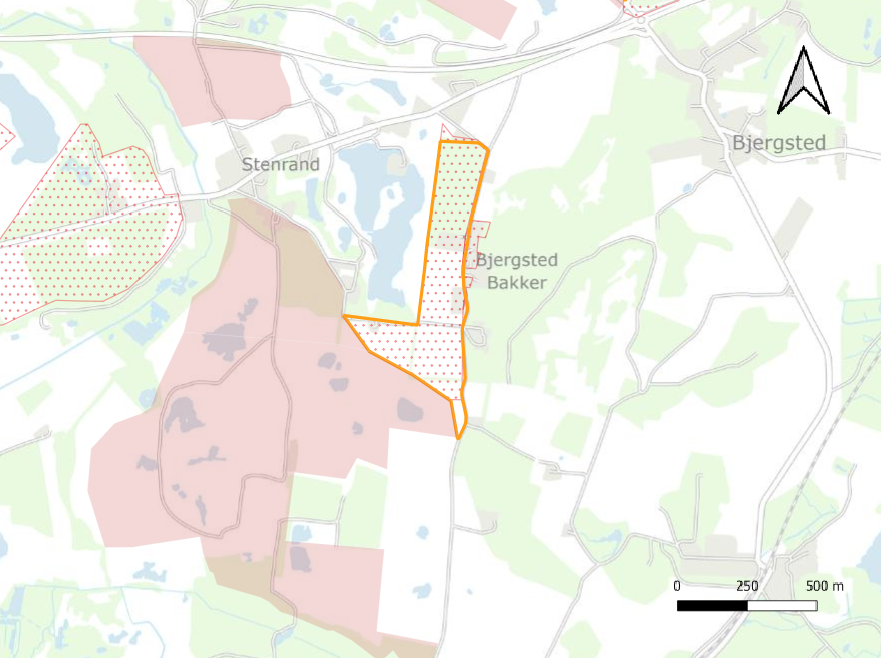 Bjergsted
Stenrand
Bjergsted
Bakker
0 250 500 m